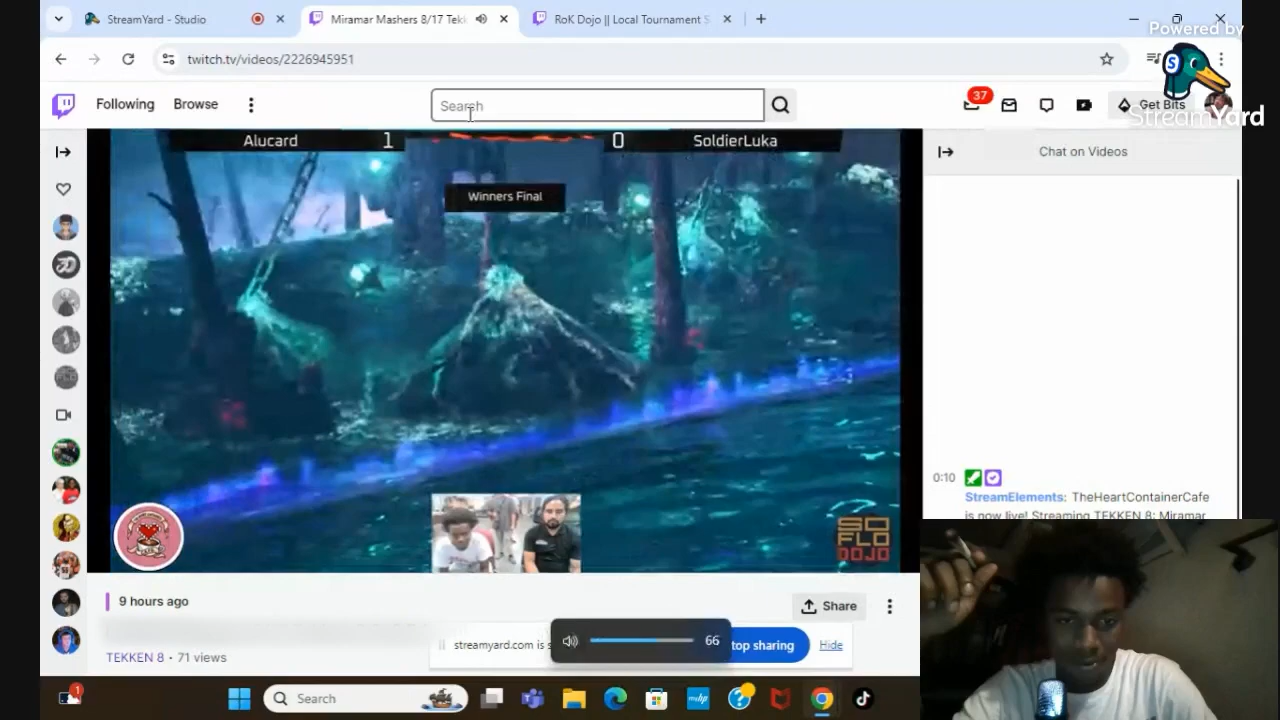 StreamYard - Studio
Miramar Mashers 8/17 Tekk
RoK Dojo || Local Tournament S
Powered by
StreamYard
twitch.tv/videos/2226945951
Following
Browse
Search
37
Get Bits
Alucard 1
0 SoldierLuka
Winners Final
Chat on Videos
0:10
StreamElements: TheHeartContainerCafe
is now live! Streaming TEKKEN 8: Miramar
SO
FLO
DOJO
9 hours ago
Share
TEKKEN 8 • 71 views
streamyard.com is s
66
top sharing
Hide
1
Search